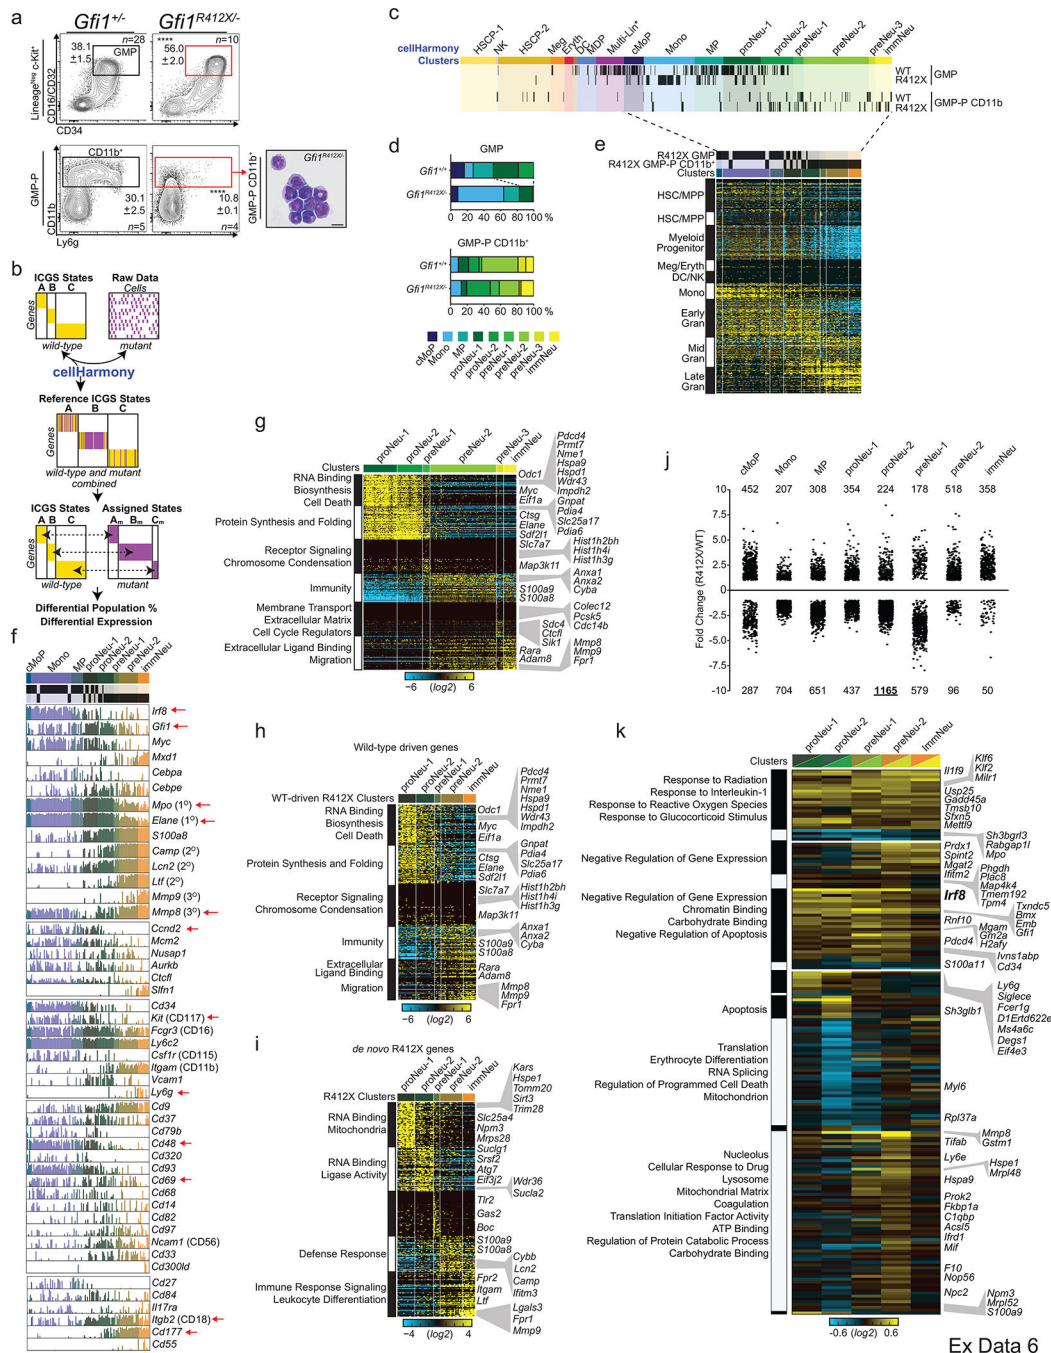 a
Gfi1+/-
Gfi1R412X/-
LineageNeg c-Kit+
CD16/CD32
38.1
±1.5
n=28
GMP
****
56.0
±2.0
n=10
CD34
GMP-P
CD11b
CD11b+
30.1
±2.5
n=5
****
10.8
±0.1
n=4
Ly6g
GMP-P CD11b+
Gfi1R412X/-
b
ICGS States
A B C
Raw Data
Cells
Genes
wild-type
mutant
cellHarmony
Reference ICGS States
A B C
Genes
wild-type and mutant
combined
ICGS States
Assigned States
A B C
Am Bm Cm
Genes
wild-type
mutant
Differential Population %
Differential Expression
c
cellHarmony
Clusters
HSCP-1
NK
HSCP-2
Meg
Eryth
DC
MDP
Multi-Lin*
cMoP
Mono
MP
proNeu-1
proNeu-2
preNeu-1
preNeu-2
preNeu-3
immNeu
WT
R412X
GMP
WT
R412X
GMP-P CD11b
d
GMP
Gfi1+/+
Gfi1R412X/-
0 50 100 %
GMP-P CD11b+
Gfi1+/+
Gfi1R412X/-
0 50 100 %
cMoP
Mono
MP
proNeu-1
proNeu-2
preNeu-1
preNeu-2
preNeu-3
immNeu
e
R412X GMP
R412X GMP-P CD11b+
Clusters
HSC/MPP
HSC/MPP
Myeloid
Progenitor
Meg/Eryth
DC/NK
Mono
Early
Gran
Mid
Gran
Late
Gran
f
cMoP
Mono
MP
proNeu-1
proNeu-2
preNeu-1
preNeu-2
ImmNeu
Irf8
Gfi1
Myc
Mxd1
Cebpa
Cebpe
Mpo (1O)
Elane (1O)
S100a8
Camp (2O)
Lcn2 (2O)
Ltf (2O)
Mmp9 (3O)
Mmp8 (3O)
Ccnd2
Mcm2
Nusap1
Aurkb
Ctcfl
Slfn1
Cd34
Kit (CD117)
Fcgr3 (CD16)
Ly6c2
Csf1r (CD115)
Itgam (CD11b)
Vcam1
Ly6g
Cd9
Cd37
Cd79b
Cd48
Cd320
Cd93
Cd69
Cd68
Cd14
Cd82
Cd97
Ncam1 (CD56)
Cd33
Cd300ld
Cd27
Cd84
Il17ra
Itgb2 (CD18)
Cd177
Cd55
g
proNeu-1
proNeu-2
preNeu-1
preNeu-2
preNeu-3
immNeu
Clusters
RNA Binding
Biosynthesis
Cell Death
Protein Synthesis and Folding
Receptor Signaling
Chromosome Condensation
Immunity
Membrane Transport
Extracellular Matrix
Cell Cycle Regulators
Extracellular Ligand Binding
Migration
Odc1
Myc
Eif1a
Ctsg
Elane
Sdf2l1
Slc7a7
Map3k11
S100a9
S100a8
Sdc4
Ctcfl
Sik1
Rara
Adam8
Pdcd4
Prmt7
Nme1
Hspa9
Hspd1
Wdr43
Impdh2
Gnpat
Pdia4
Slc25a17
Pdia6
Hist1h2bh
Hist1h4i
Hist1h3g
Anxa1
Anxa2
Cyba
Colec12
Pcsk5
Cdc14b
Mmp8
Mmp9
Fpr1
−6 (log2) 6
h
Wild-type driven genes
proNeu-1
proNeu-2
preNeu-1
preNeu-2
immNeu
WT-driven R412X Clusters
RNA Binding
Biosynthesis
Cell Death
Protein Synthesis and Folding
Receptor Signaling
Chromosome Condensation
Immunity
Extracellular
Ligand Binding
Migration
Odc1
Myc
Eif1a
Ctsg
Elane
Sdf2l1
Slc7a7
Map3k11
S100a9
S100a8
Rara
Adam8
Pdcd4
Prmt7
Nme1
Hspa9
Hspd1
Wdr43
Impdh2
Gnpat
Pdia4
Slc25a17
Pdia6
Hist1h2bh
Hist1h4i
Hist1h3g
Anxa1
Anxa2
Cyba
Mmp8
Mmp9
Fpr1
−6 (log2) 6
i
de novo R412X genes
proNeu-1
proNeu-2
preNeu-1
preNeu-2
immNeu
R412X Clusters
RNA Binding
Mitochondria
RNA Binding
Ligase Activity
Defense Response
Immune Response Signaling
Leukocyte Differentiation
Kars
Hspe1
Tomm20
Sirt3
Trim28
Slc25a4
Npm3
Mrps28
Suclg1
Srsf2
Atg7
Eif3j2
Wdr36
Sucla2
Tlr2
Gas2
Boc
S100a9
S100a8
Cybb
Lcn2
Camp
Ifitm3
Fpr2
Itgam
Ltf
Lgals3
Fpr1
Mmp9
−4 (log2) 4
j
cMoP
Mono
MP
proNeu-1
proNeu-2
preNeu-1
preNeu-2
immNeu
452 207 308 354 224 178 518 358
Fold Change (R412X/WT)
10
7.5
5.0
2.5
0
-2.5
-5.0
-7.5
-10
287 704 651 437 1165 579 96 50
k
proNeu-1
proNeu-2
preNeu-1
preNeu-2
ImmNeu
Clusters
Response to Radiation
Response to Interleukin-1
Response to Reactive Oxygen Species
Response to Glucocorticoid Stimulus
Negative Regulation of Gene Expression
Negative Regulation of Gene Expression
Chromatin Binding
Carbohydrate Binding
Negative Regulation of Apoptosis
Apoptosis
Translation
Erythrocyte Differentiation
RNA Splicing
Regulation of Programmed Cell Death
Mitochondrion
Nucleolus
Cellular Response to Drug
Lysosome
Mitochondrial Matrix
Coagulation
Translation Initiation Factor Activity
ATP Binding
Regulation of Protein Catabolic Process
Carbohydrate Binding
Klf6
Klf2
Milr1
Il1f9
Usp25
Gadd45a
Tmsb10
Sfxn5
Mettl9
Sh3bgrl3
Rabgap1l
Mpo
Prdx1
Spint2
Mgat2
Ifitm2
Phgdh
Plac8
Map4k4
Tmem192
Tpm4
Irf8
Txndc5
Bmx
Emb
Gfi1
Rnf10
Mgam
Gm2a
H2afy
Pdcd4
Ivns1abp
Cd34
S100a11
Ly6g
Siglece
Fcer1g
D1Ertd622e
Ms4a6c
Degs1
Eif4e3
Sh3glb1
Myl6
Rpl37a
Mmp8
Gstm1
Tifab
Ly6e
Hspe1
Mrpl48
Hspa9
Prok2
Fkbp1a
C1qbp
Acsl5
Ifrd1
Mif
F10
Nop56
Npc2
Npm3
Mrpl52
S100a9
-0.6 (log2) 0.6
Ex Data 6